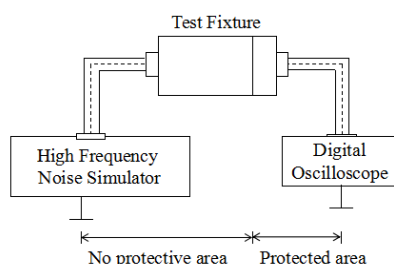 Test Fixture
High Frequency
Noise Simulator
Digital
Oscilloscope
No protective area
Protected area